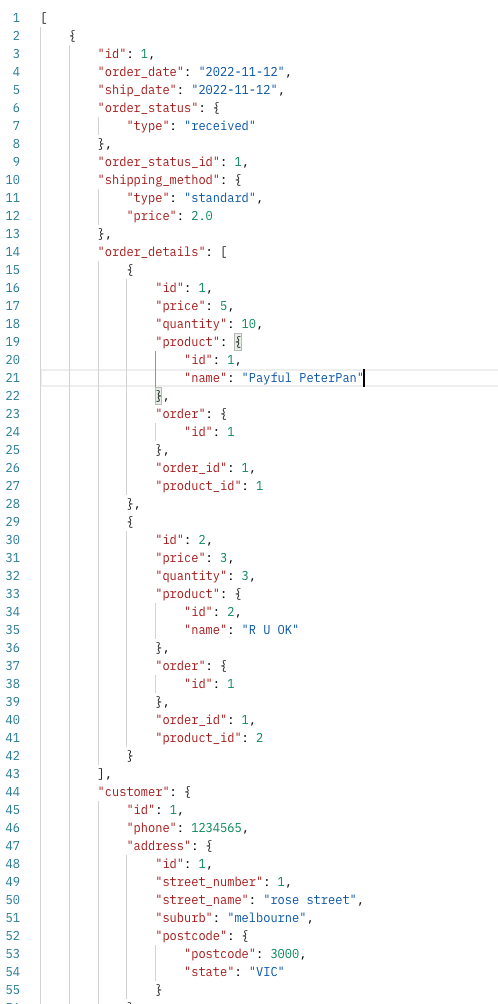 1 [
2 {
3 "id": 1,
4 "order_date": "2022-11-12",
5 "ship_date": "2022-11-12",
6 "order_status": {
7 "type": "received"
8 },
9 "order_status_id": 1,
10 "shipping_method": {
11 "type": "standard",
12 "price": 2.0
13 },
14 "order_details": [
15 {
16 "id": 1,
17 "price": 5,
18 "quantity": 10,
19 "product": {
20 "id": 1,
21 "name": "Payful PeterPan"
22 },
23 "order": {
24 "id": 1
25 },
26 "order_id": 1,
27 "product_id": 1
28 },
29 {
30 "id": 2,
31 "price": 3,
32 "quantity": 3,
33 "product": {
34 "id": 2,
35 "name": "R U OK"
36 },
37 "order": {
38 "id": 1
39 },
40 "order_id": 1,
41 "product_id": 2
42 }
43 ],
44 "customer": {
45 "id": 1,
46 "phone": 1234565,
47 "address": {
48 "id": 1,
49 "street_number": 1,
50 "street_name": "rose street",
51 "suburb": "melbourne",
52 "postcode": {
53 "postcode": 3000,
54 "state": "VIC"
55 }